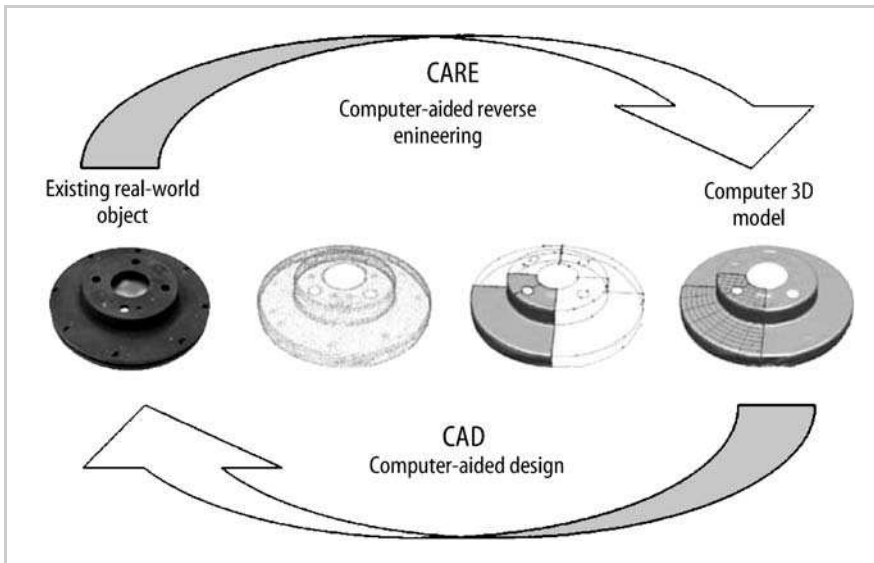 CARE
Computer-aided reverse
enineering
Existing real-world
object
Computer 3D
model
CAD
Computer-aided design